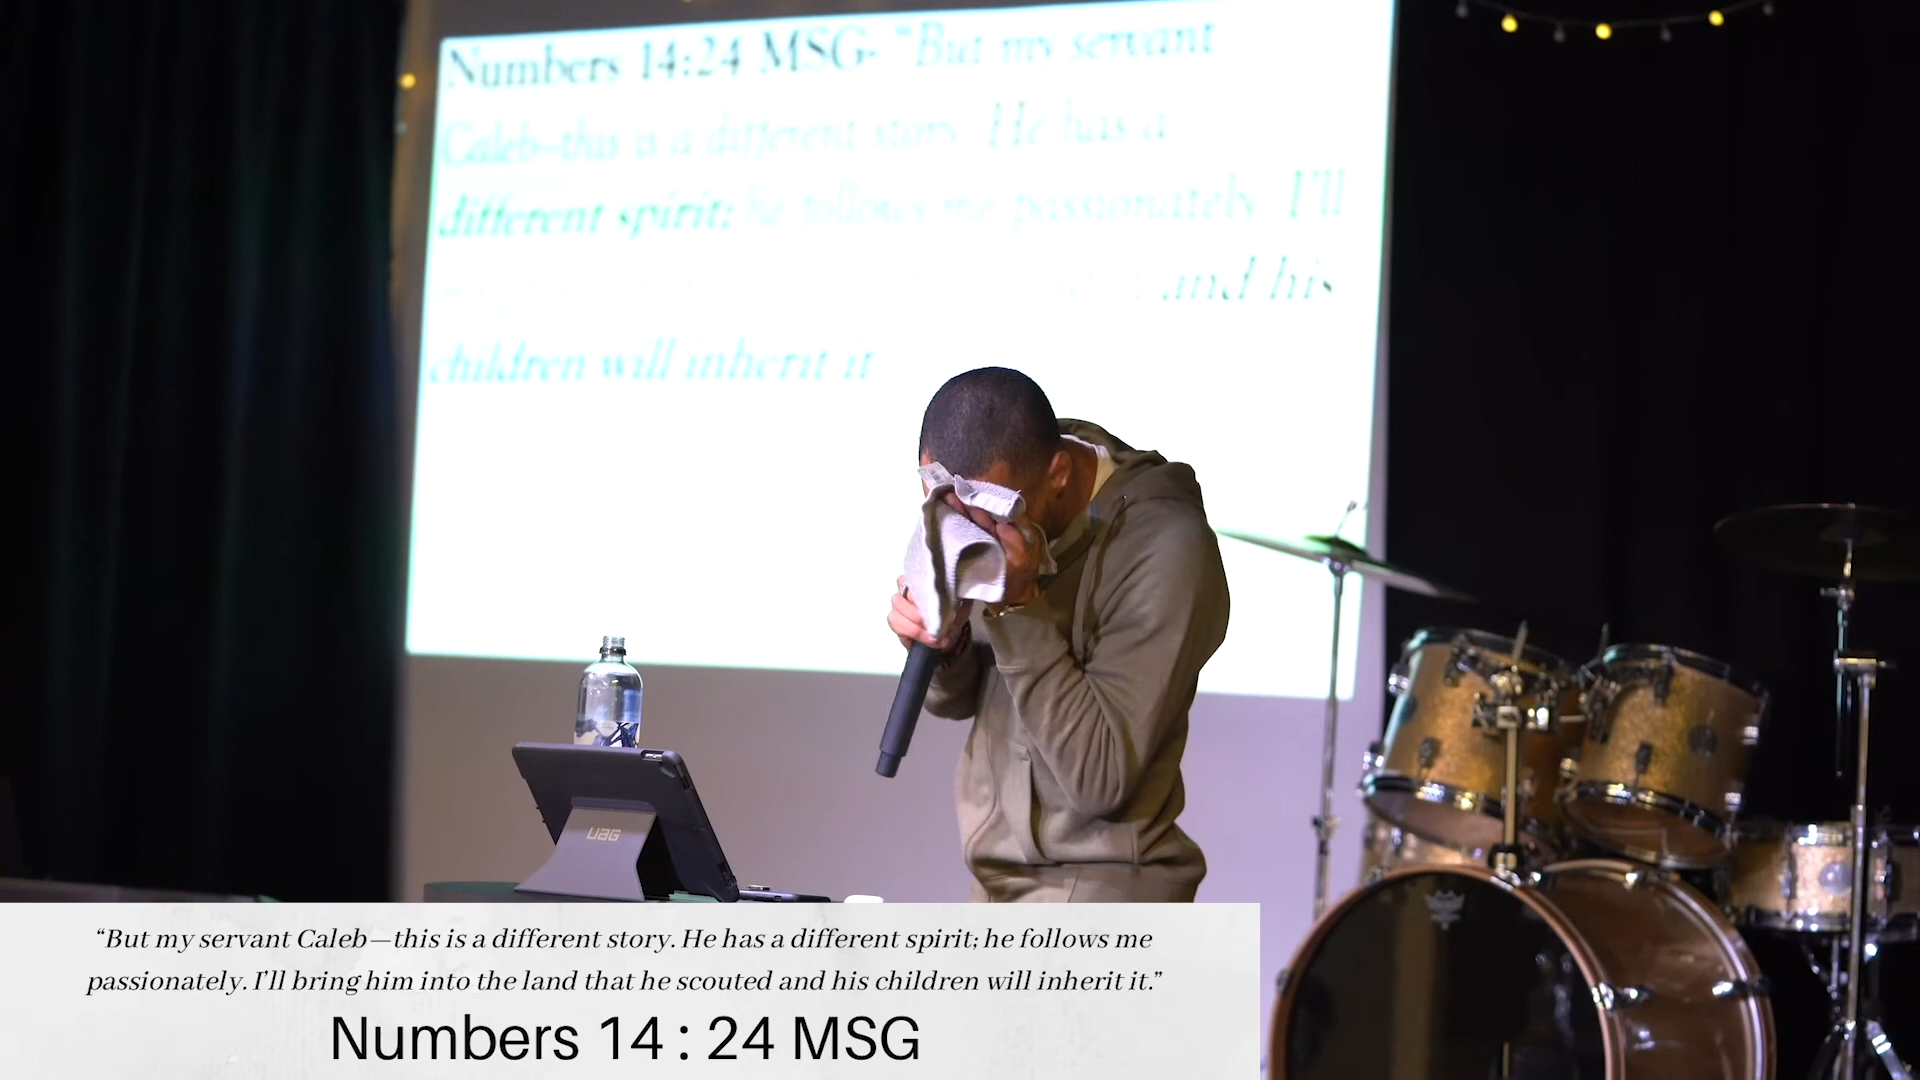 Numbers 14:24 MSG- "But my servant
Caleb–this is a different story. He has a
different spirit; he follows me passionately. I'll
and his
children will inherit it
uaG
“But my servant Caleb—this is a different story. He has a different spirit; he follows me
passionately. I’ll bring him into the land that he scouted and his children will inherit it.”
Numbers 14 : 24 MSG